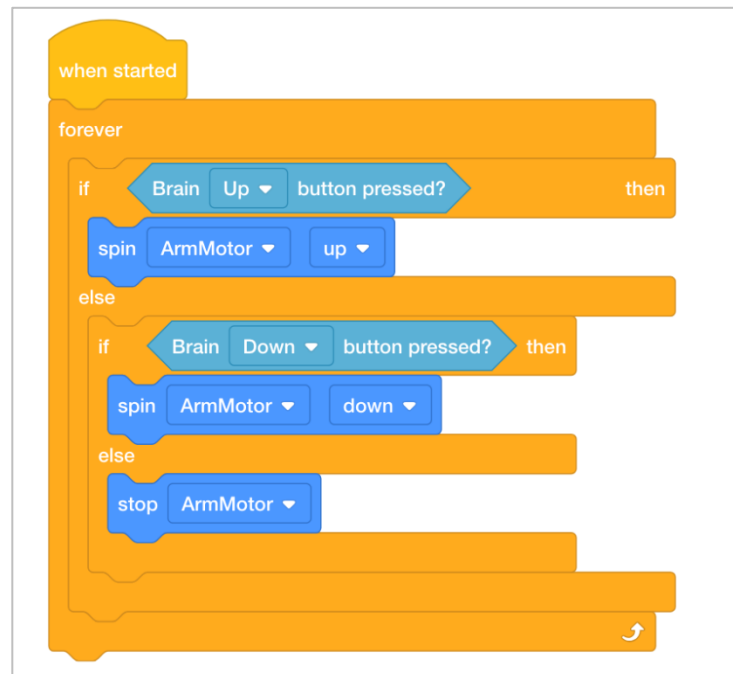 when started
forever
if Brain Up button pressed? then
spin ArmMotor up
else
if Brain Down button pressed? then
spin ArmMotor down
else
stop ArmMotor